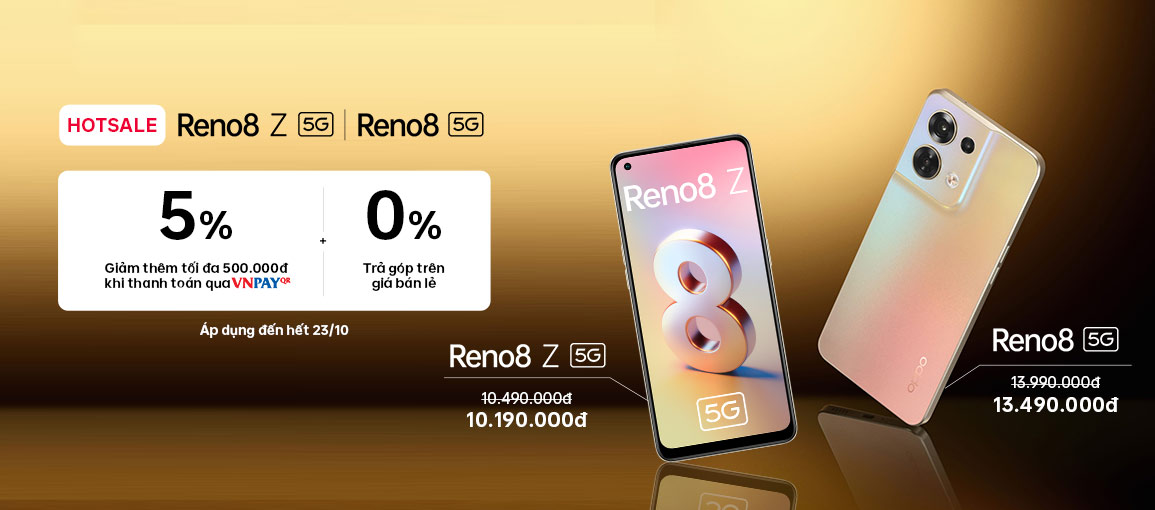 HOTSALE Reno8 Z 5G | Reno8 5G
5% + 0%
Giảm thêm tối đa 500.000đ
khi thanh toán qua VNPAYQR
Trả góp trên
giá bán lẻ
Áp dụng đến hết 23/10
Reno8 Z 5G
10.490.000đ
10.190.000đ
Reno8 Z
8
5G
oppo
Reno8 5G
13.990.000đ
13.490.000đ